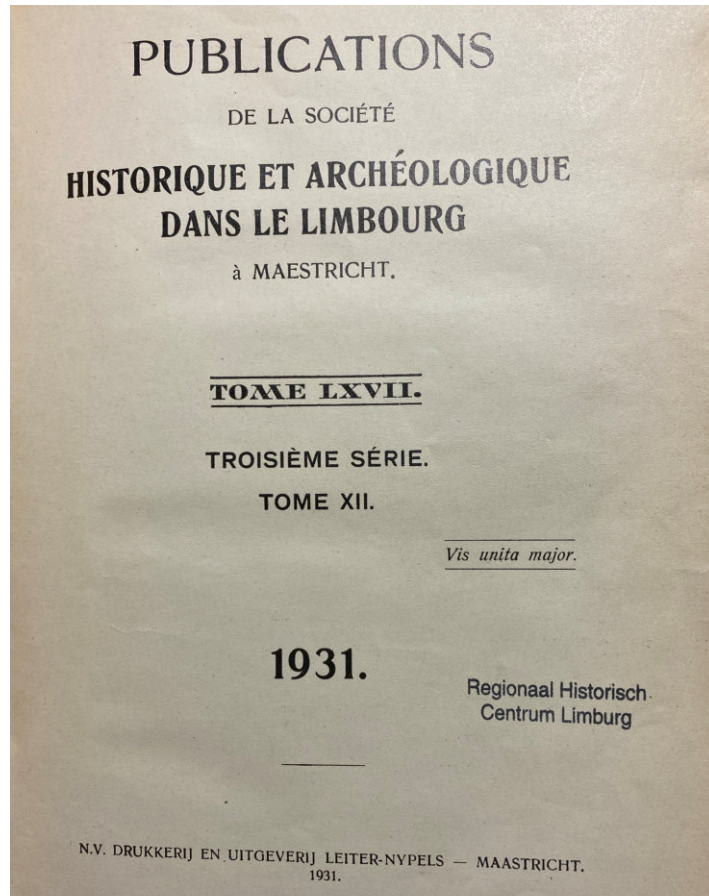 PUBLICATIONS
DE LA SOCIÉTÉ
HISTORIQUE ET ARCHÉOLOGIQUE
DANS LE LIMBOURG
à MAESTRICHT.
TOME LXVII.
TROISIÈME SÉRIE.
TOME XII.
Vis unita major.
1931.
Regionaal Historisch
Centrum Limburg
N.V. DRUKKERIJ EN UITGEVERIJ LEITER-NYPELS — MAASTRICHT.
1931.